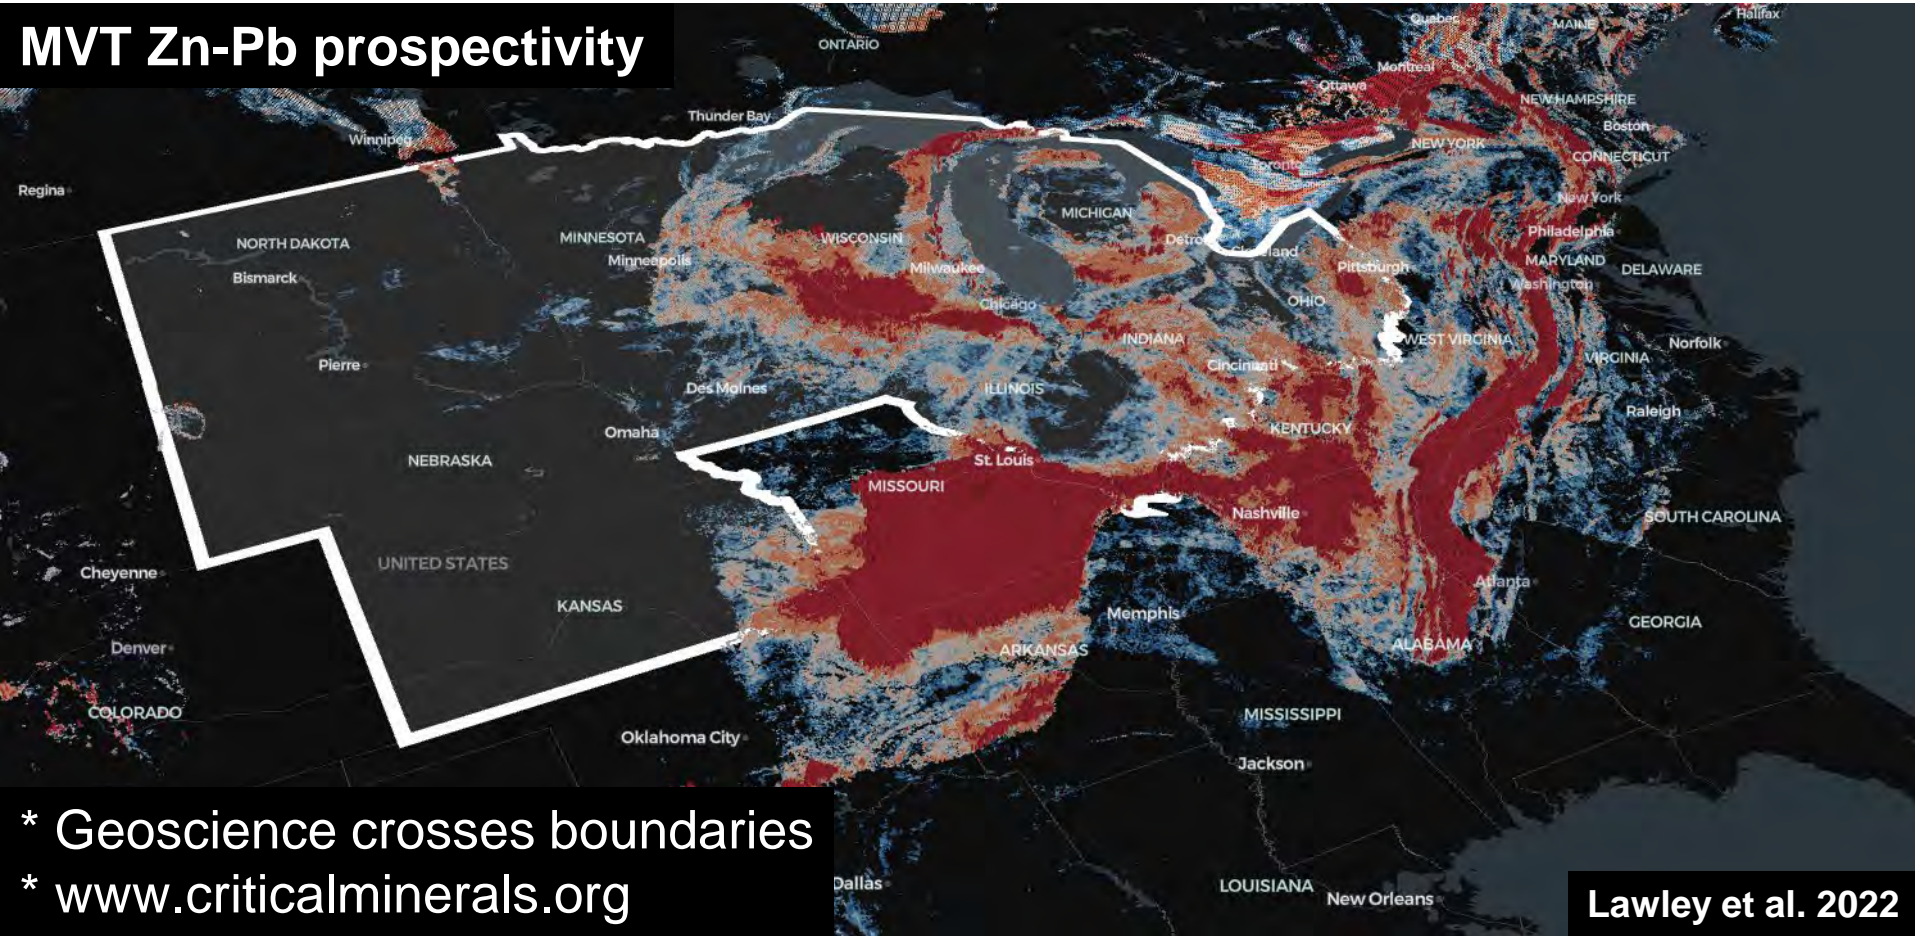 MVT Zn-Pb prospectivity
Quebec
MAINE
Halifax
ONTARIO
Montreal
Ottawa
NEW HAMPSHIRE
Thunder Bay
Boston
Winnipeg
NEW YORK
CONNECTICUT
Toronto
Regina
New York
MICHIGAN
NORTH DAKOTA
MINNESOTA
WISCONSIN
Detro
Philadelphia
Minneapolis
eland
MARYLAND
DELAWARE
Bismarck
Milwaukee
Pittsburgh
Washington
Chicago
OHIO
INDIANA
WEST VIRGINIA
Norfolk
Pierre
Cincinnati
VIRGINIA
Des Moines
ILLINOIS
Raleigh
Omaha
KENTUCKY
NEBRASKA
St. Louis
MISSOURI
Nashville
SOUTH CAROLINA
UNITED STATES
Cheyenne
Atlanta
KANSAS
Memphis
GEORGIA
Denver
ARKANSAS
ALABAMA
COLORADO
MISSISSIPPI
Oklahoma City
Jackson
* Geoscience crosses boundaries
* www.criticalminerals.org
Dallas
LOUISIANA
New Orleans
Lawley et al. 2022